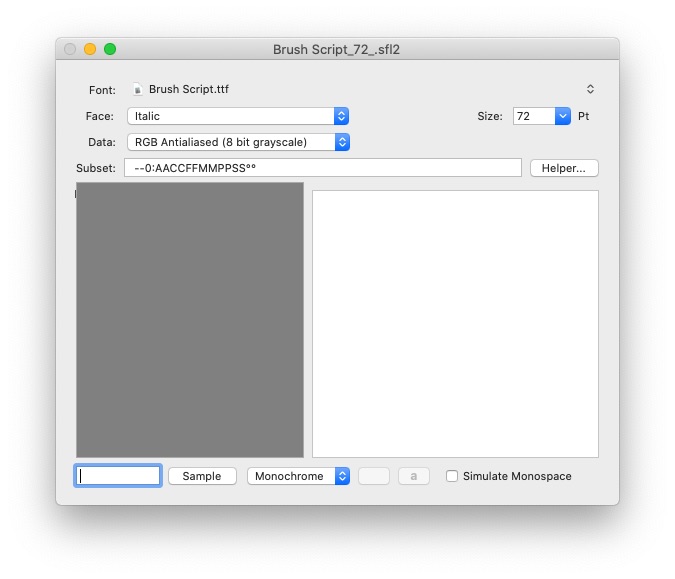 Brush Script_72_.sfl2
Font: Brush Script.ttf
Face: Italic Size: 72 Pt
Data: RGB Antialiased (8 bit grayscale)
Subset: --0:AACCFFMMPPSS°° Helper...
Sample Monochrome a Simulate Monospace